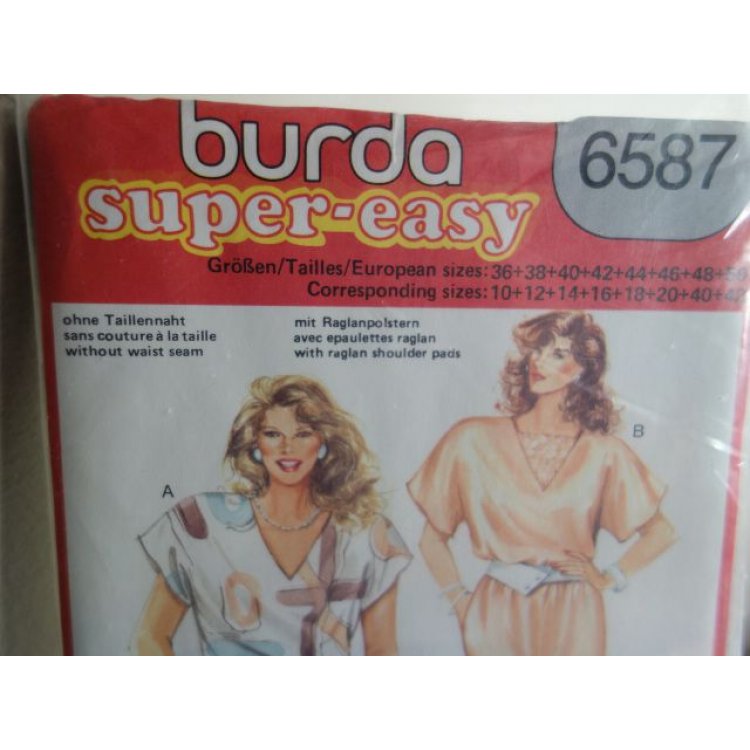 burda
6587
super-easy
Größen/Tailles/European sizes: 36+38+40+42+44+46+48+50
Corresponding sizes: 10+12+14+16+18+20+40+42
ohne Taillennaht
sans couture à la taille
without waist seam
mit Raglanpolstern
avec epaulettes raglan
with raglan shoulder pads
A
B